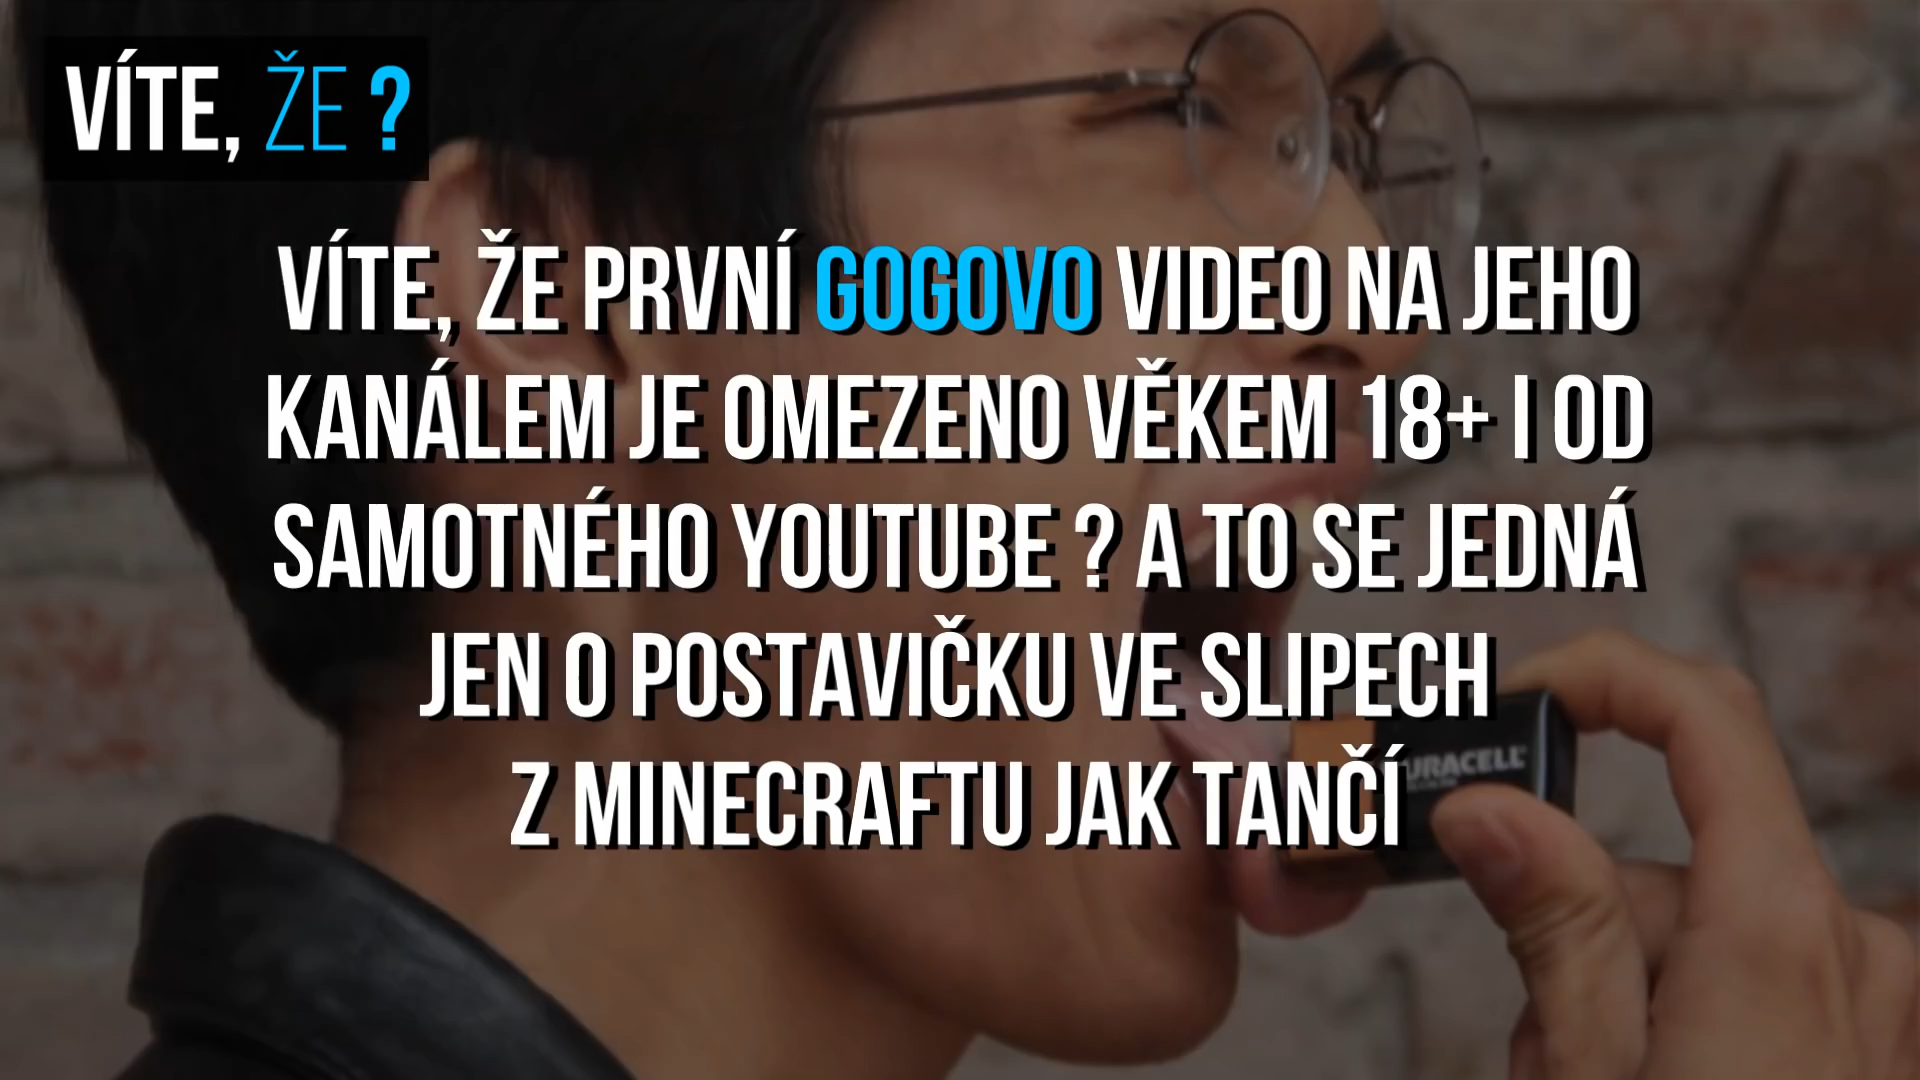 VÍTE, ŽE ?
VÍTE, ŽE PRVNÍ GOGOVO VIDEO NA JEHO
KANÁLEM JE OMEZENO VĚKEM 18+ I OD
SAMOTNÉHO YOUTUBE ? A TO SE JEDNÁ
JEN O POSTAVIČKU VE SLIPECH
Z MINECRAFTU JAK TANČÍ
URACELL